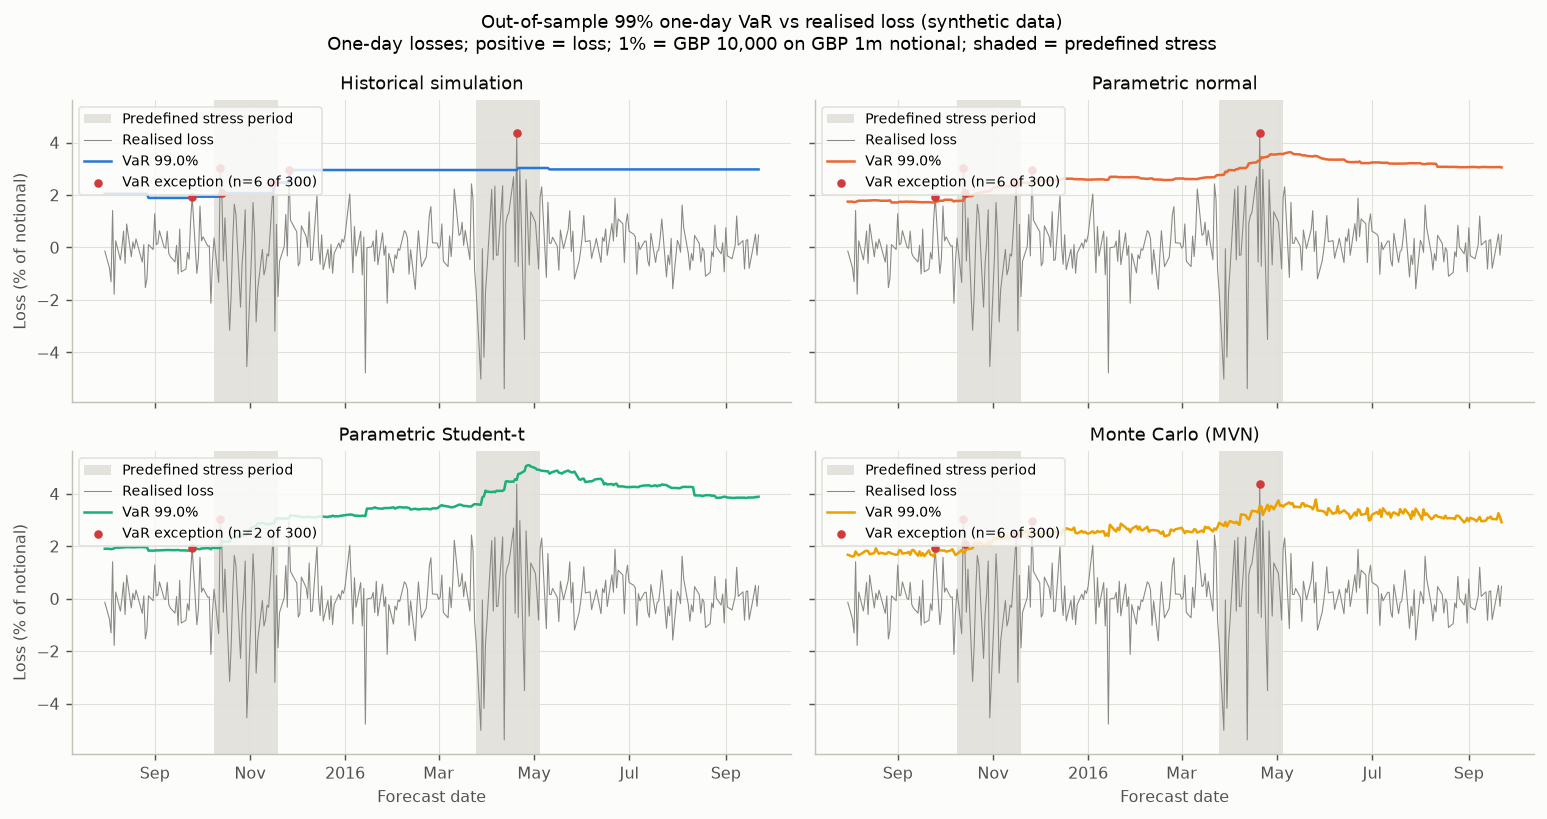 Out-of-sample 99% one-day VaR vs realised loss (synthetic data)
One-day losses; positive = loss; 1% = GBP 10,000 on GBP 1m notional; shaded = predefined stress
Historical simulation
Predefined stress period
Realised loss
VaR 99.0%
VaR exception (n=6 of 300)
Loss (% of notional)
4
2
0
−2
−4
Parametric normal
Predefined stress period
Realised loss
VaR 99.0%
VaR exception (n=6 of 300)
Parametric Student-t
Predefined stress period
Realised loss
VaR 99.0%
VaR exception (n=2 of 300)
Loss (% of notional)
4
2
0
−2
−4
Sep Nov 2016 Mar May Jul Sep
Forecast date
Monte Carlo (MVN)
Predefined stress period
Realised loss
VaR 99.0%
VaR exception (n=6 of 300)
Sep Nov 2016 Mar May Jul Sep
Forecast date